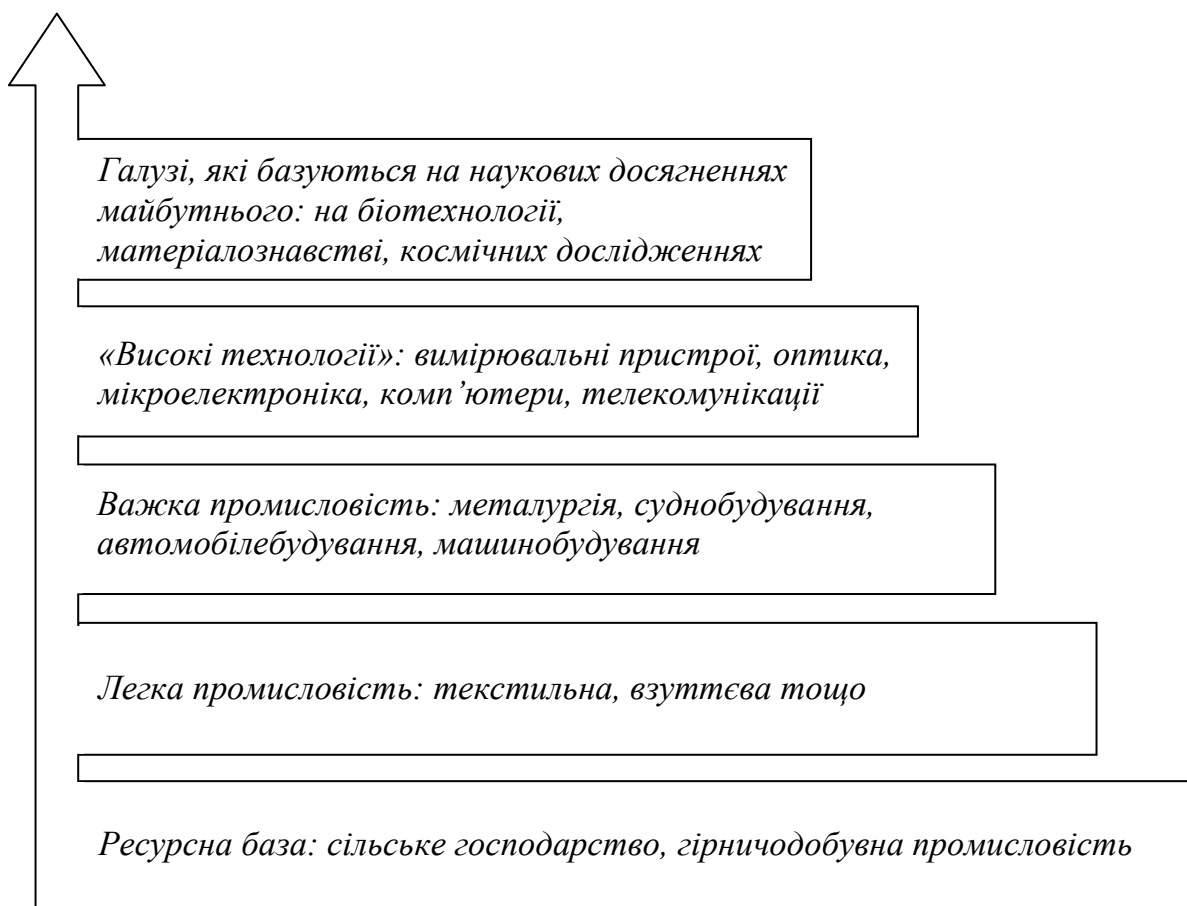 Галузі, які базуються на наукових досягненнях
майбутнього: на біотехнології,
матеріалознавстві, космічних дослідженнях
«Високі технології»: вимірювальні пристрої, оптика,
мікроелектроніка, комп’ютери, телекомунікації
Важка промисловість: металургія, суднобудування,
автомобілебудування, машинобудування
Легка промисловість: текстильна, взуттєва тощо
Ресурсна база: сільське господарство, гірничодобувна промисловість